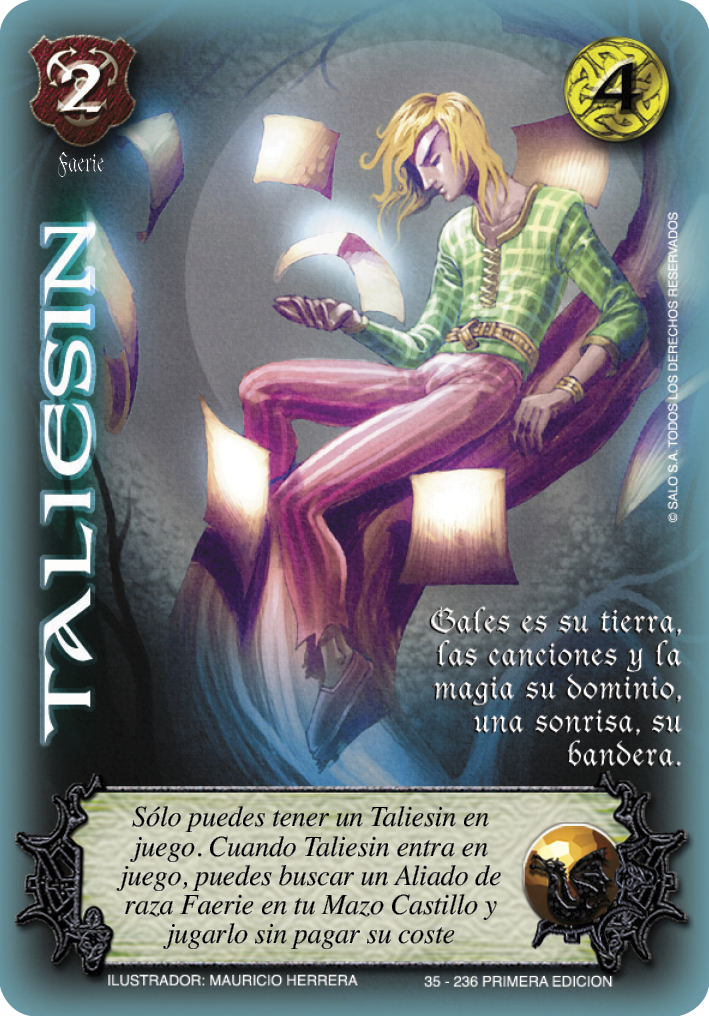 2
4
Faerie
TALIESIN
© SALO S.A. TODOS LOS DERECHOS RESERVADOS
Gales es su tierra,
las canciones y la
magia su dominio,
una sonrisa, su
bandera.
Sólo puedes tener un Taliesin en
juego. Cuando Taliesin entra en
juego, puedes buscar un Aliado de
raza Faerie en tu Mazo Castillo y
jugarlo sin pagar su coste
ILUSTRADOR: MAURICIO HERRERA 35 - 236 PRIMERA EDICION